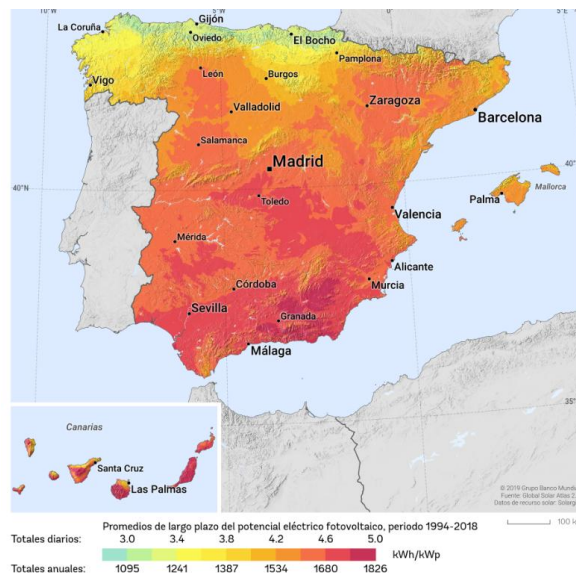 10°W
5°W
0°
5°E
La Coruña
Gijón
Oviedo
El Bocho
Pamplona
Vigo
León
Burgos
Valladolid
Zaragoza
Barcelona
Salamanca
Madrid
40°N
40°
Toledo
Palma
Mallorca
Valencia
Mérida
Alicante
Córdoba
Murcia
Sevilla
Granada
Málaga
35°
Canarias
Santa Cruz
Las Palmas
© 2019 Grupo Banco Mund
Fuente: Global Solar Atlas 2.
Datos de recurso solar: Solarg
100 k
Promedios de largo plazo del potencial eléctrico fotovoltaico, periodo 1994-2018
Totales diarios: 3.0 3.4 3.8 4.2 4.6 5.0
kWh/kWp
Totales anuales: 1095 1241 1387 1534 1680 1826